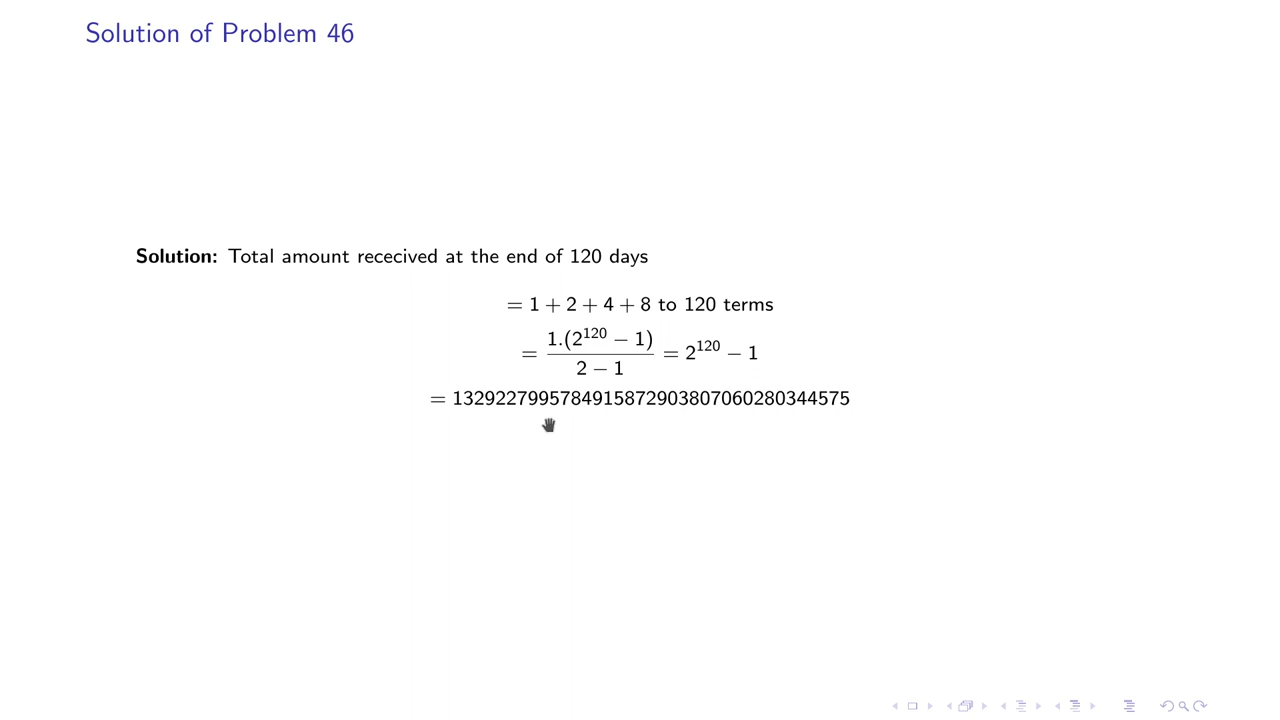 Solution of Problem 46
Solution: Total amount rececived at the end of 120 days
= 1 + 2 + 4 + 8 to 120 terms
= 1.(2^120 − 1) / 2 − 1 = 2^120 − 1
= 1329227995784915872903807060280344575